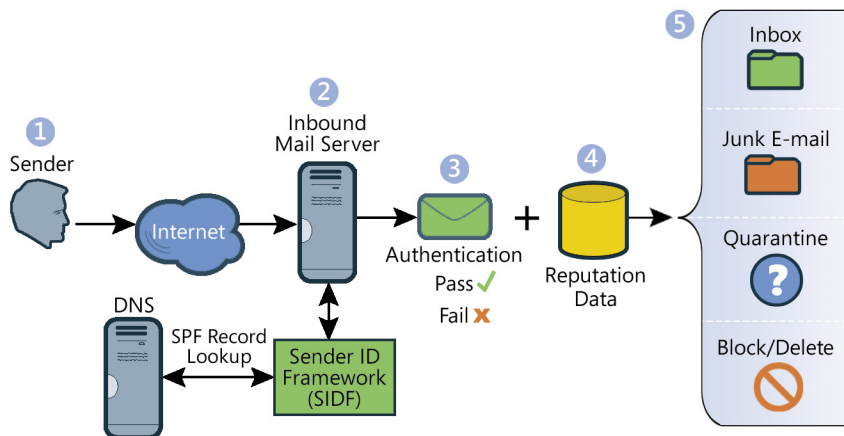 1
Sender
Internet
2
Inbound
Mail Server
3
Authentication
Pass
Fail
+
4
Reputation
Data
DNS
SPF Record
Lookup
Sender ID
Framework
(SIDF)
5
Inbox
Junk E-mail
Quarantine
?
Block/Delete